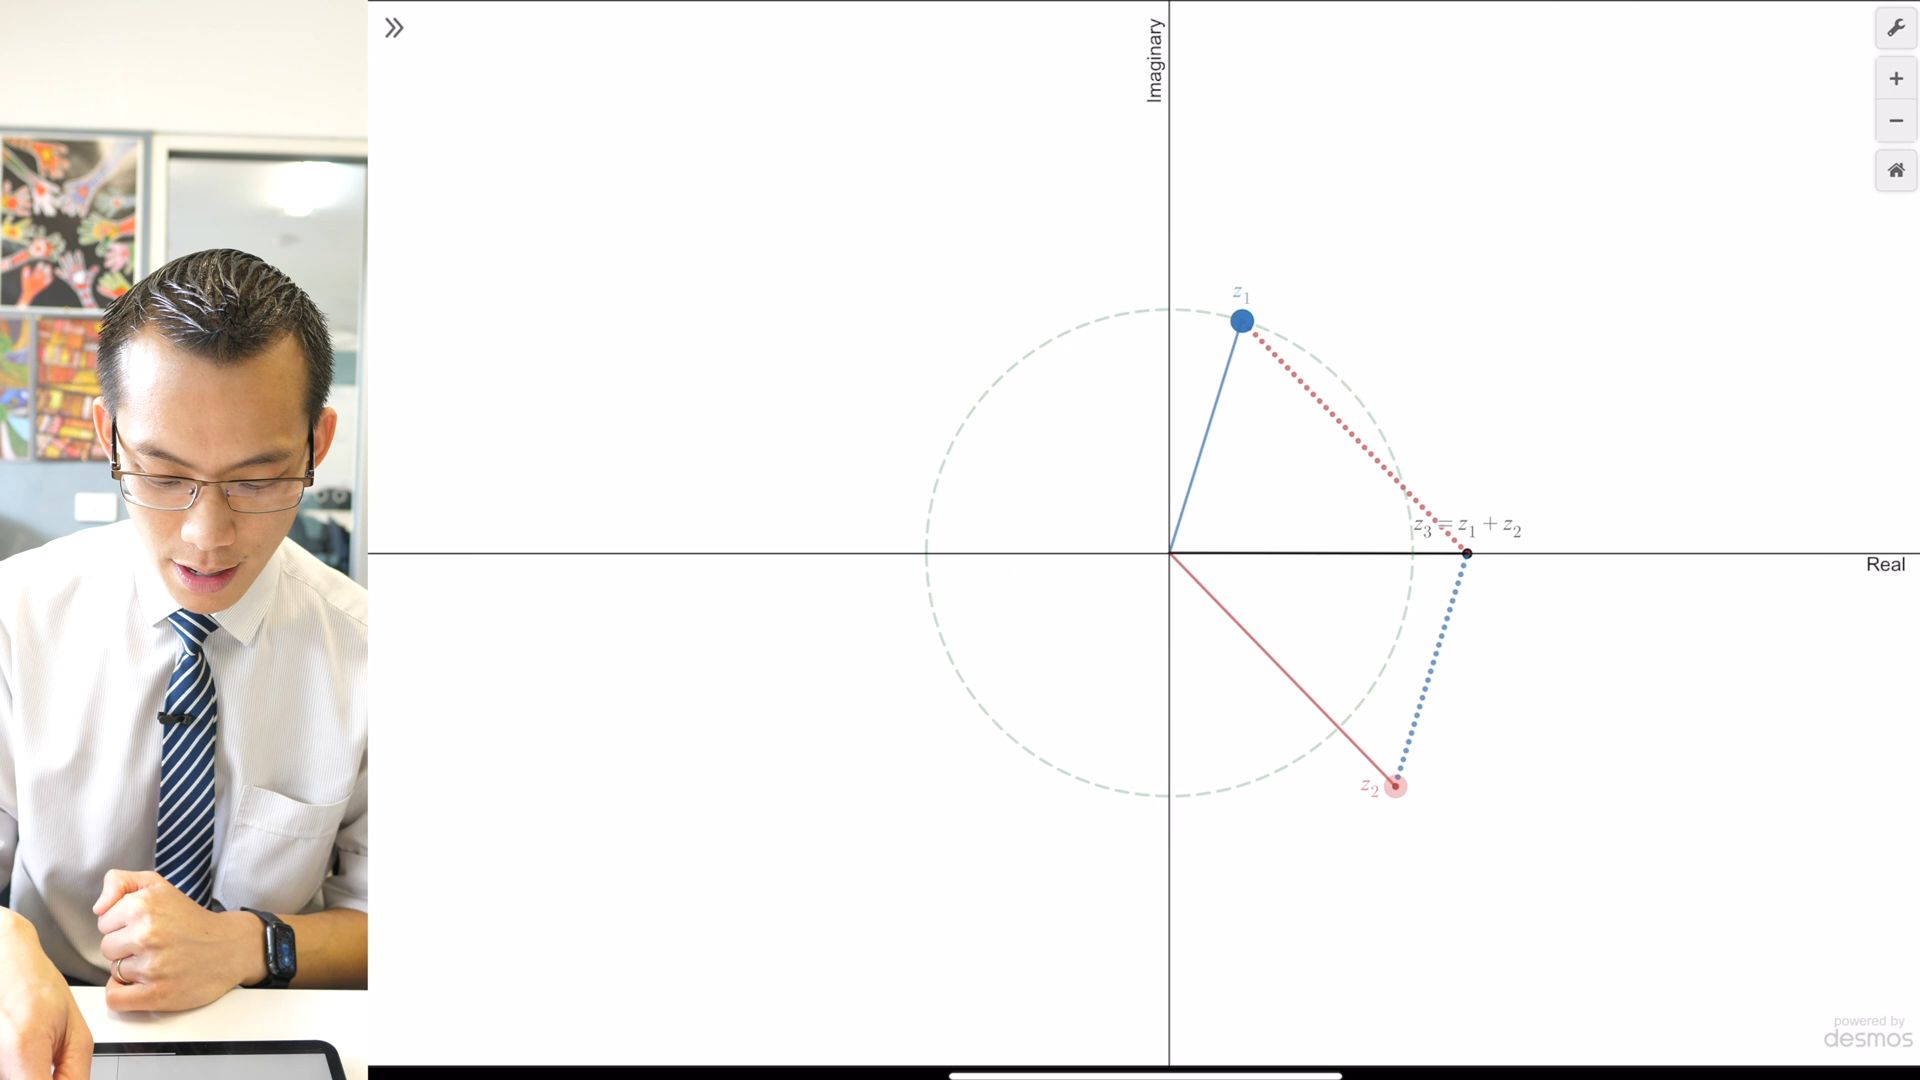 Imaginary
z1
z3 = z1 + z2
Real
z2
powered by
desmos